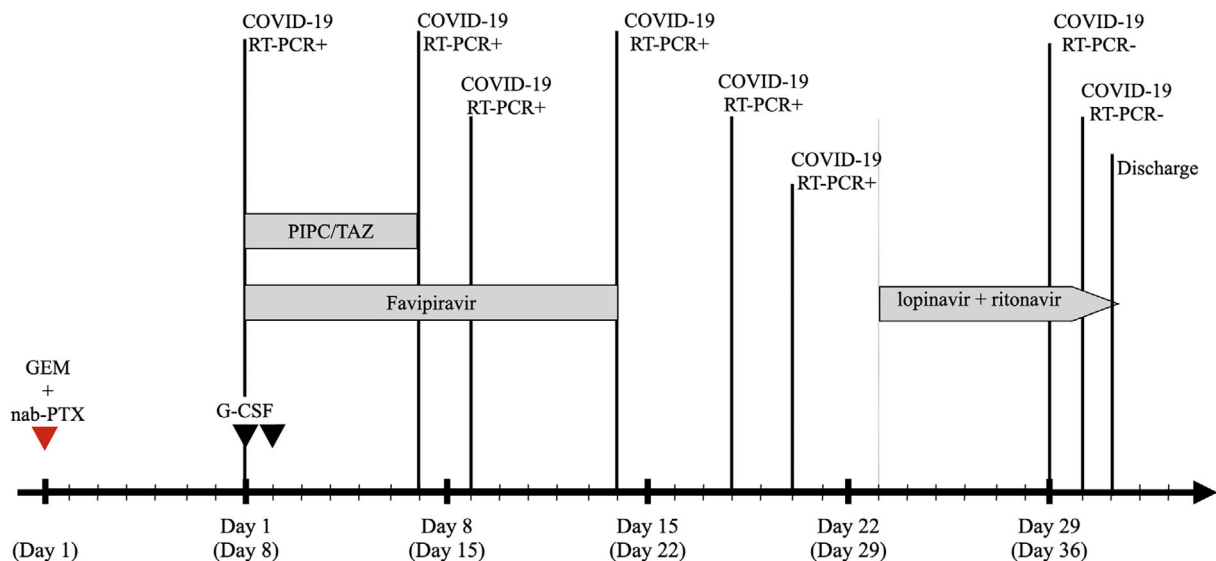 COVID-19
RT-PCR+
COVID-19
RT-PCR+
COVID-19
RT-PCR+
COVID-19
RT-PCR-
COVID-19
RT-PCR+
COVID-19
RT-PCR+
COVID-19
RT-PCR-
COVID-19
RT-PCR+
Discharge
PIPC/TAZ
Favipiravir
lopinavir + ritonavir
GEM
+
nab-PTX
G-CSF
Day 1
Day 8
Day 15
Day 22
Day 29
(Day 1)
(Day 8)
(Day 15)
(Day 22)
(Day 29)
(Day 36)